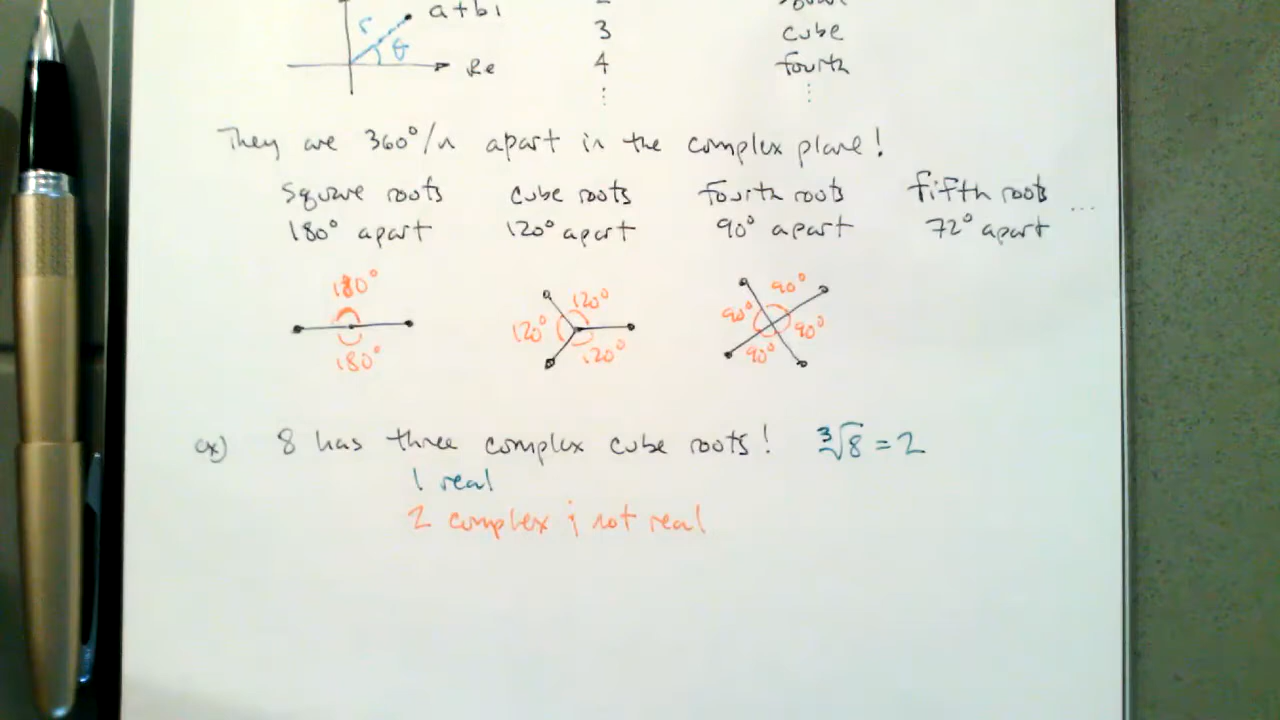 a+bi
r
θ
Re
3 cube
4 fourth
⋮ ⋮
They are 360°/n apart in the complex plane!
square roots cube roots fourth roots fifth roots ...
180° apart 120° apart 90° apart 72° apart
180° 120° 90°
120° 90° 90°
180° 120° 90°
ex) 8 has three complex cube roots! ³√8 = 2
1 real
2 complex & not real